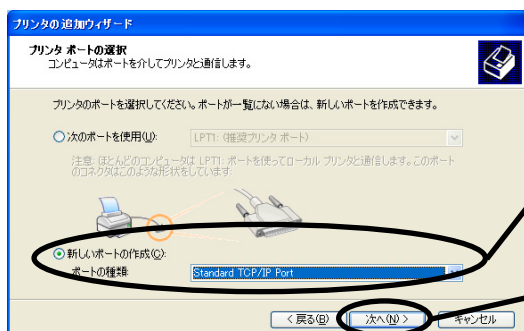 プリンタの追加ウィザード
プリンタ ポートの選択
コンピュータはポートを介してプリンタと通信します。
プリンタのポートを選択してください。ポートが一覧にない場合は、新しいポートを作成できます。
次のポートを使用(U): LPT1: (推奨プリンタ ポート)
注意: ほとんどのコンピュータは LPT1: ポートを使ってローカル プリンタと通信します。このポート
のコネクタはこのような形状をしています:
新しいポートの作成(C):
ポートの種類: Standard TCP/IP Port
< 戻る(B) 次へ(N) > キャンセル